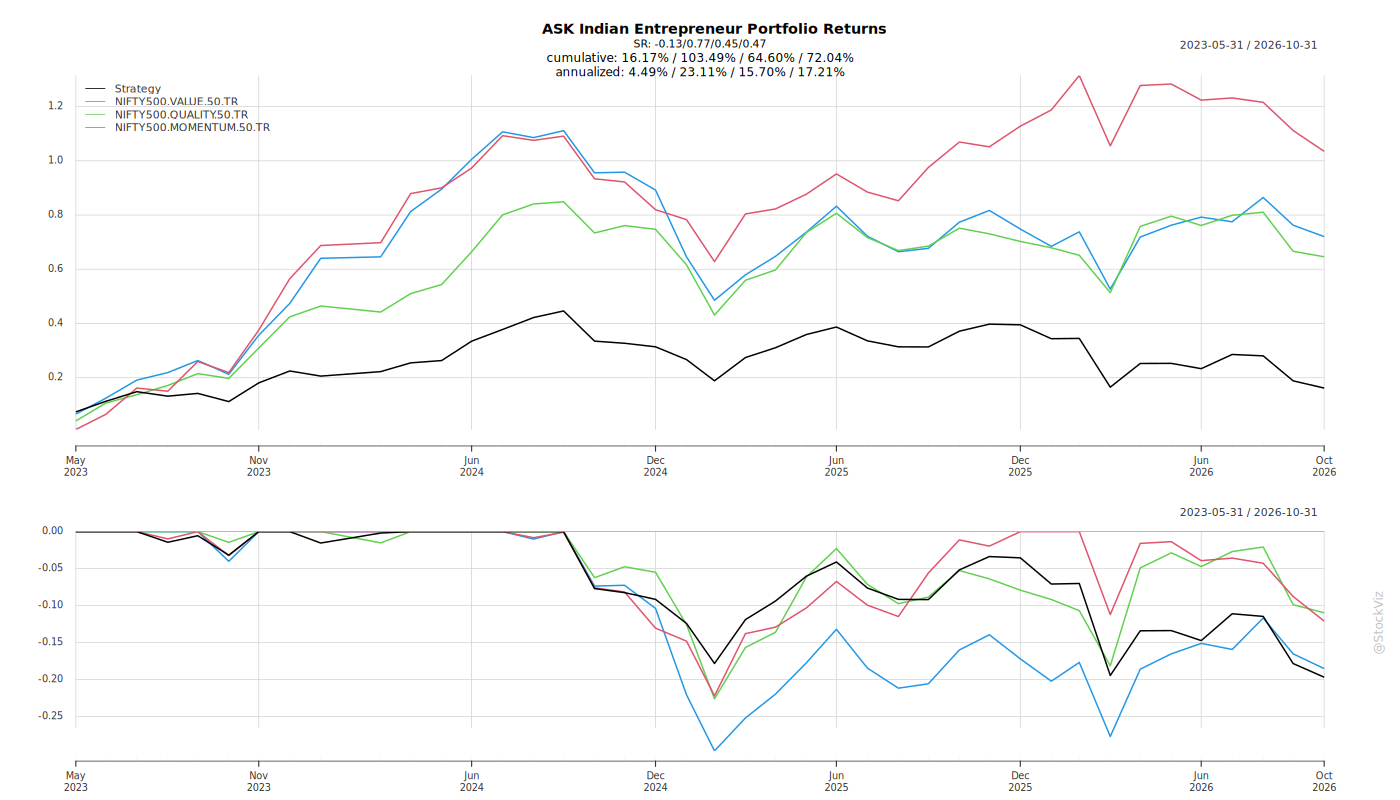 ASK Indian Entrepreneur Portfolio Returns
SR: -0.13/0.77/0.45/0.47
cumulative: 16.17% / 103.49% / 64.60% / 72.04%
annualized: 4.49% / 23.11% / 15.70% / 17.21%
2023-05-31 / 2026-10-31
Strategy
NIFTY500.VALUE.50.TR
NIFTY500.QUALITY50.TR
NIFTY500.MOMENTUM.50.TR
1.2
1.0
0.8
0.6
0.4
0.2
May Nov Jun Dec Jun Dec Jun Oct
2023 2023 2024 2024 2025 2025 2026 2026
2023-05-31 / 2026-10-31
0.00
-0.05
-0.10
-0.15
-0.20
-0.25
May Nov Jun Dec Jun Dec Jun Oct
2023 2023 2024 2024 2025 2025 2026 2026
@StockViz